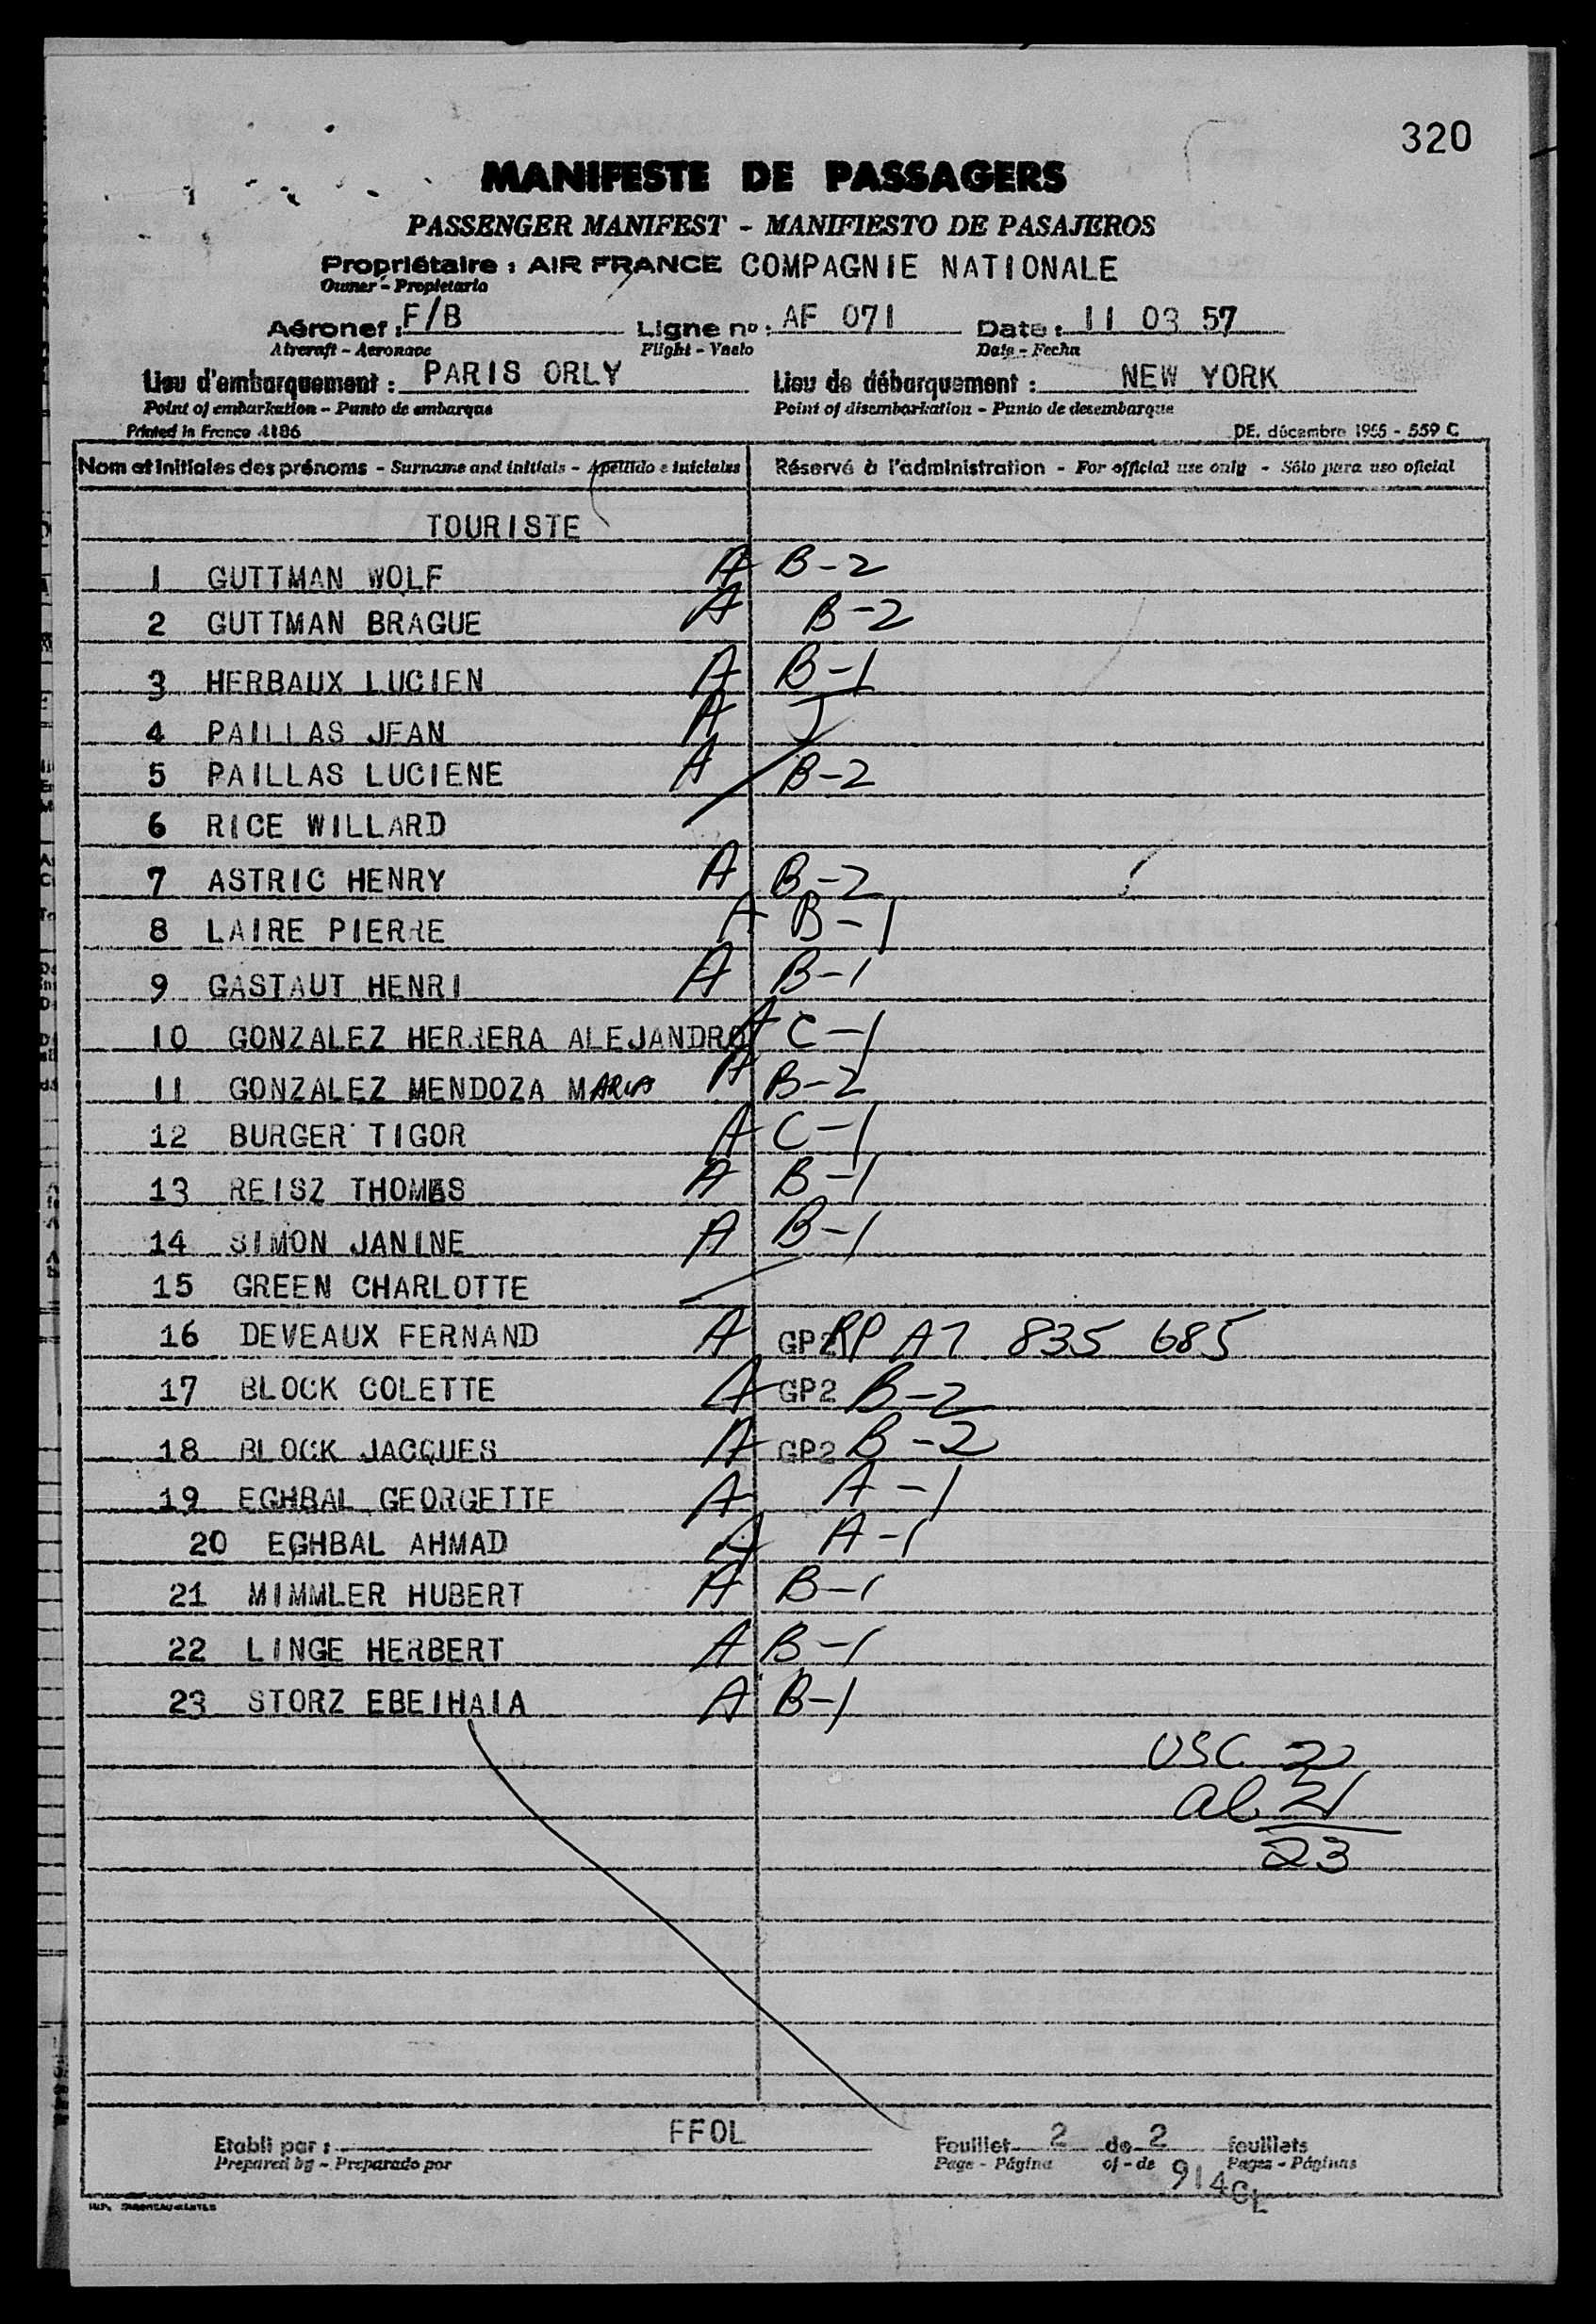 320
MANIFESTE DE PASSAGERS
PASSENGER MANIFEST - MANIFIESTO DE PASAJEROS
Propriétaire : AIR FRANCE COMPAGNIE NATIONALE
Owner - Propietario
Aéronef : F/B Ligne nº : AF 071 Date : 11 03 57
Aircraft - Aeronave Flight - Vuelo Date - Fecha
Lieu d'embarquement : PARIS ORLY Lieu de débarquement : NEW YORK
Point of embarkation - Punto de embarque Point of disembarkation - Punto de desembarque
Printed in France 4186 DE. décembre 1955 - 559 C
Nom et initiales des prénoms - Surname and initials - Apellido e iniciales Réservé à l'administration - For official use only - Sólo para uso oficial
TOURISTE
1 GUTTMAN WOLF A B-2
2 GUTTMAN BRAGUE A B-2
3 HERBAUX LUCIEN A B-1
4 PAILLAS JEAN A J
5 PAILLAS LUCIENE A B-2
6 RICE WILLARD
7 ASTRIC HENRY A B-2
8 LAIRE PIERRE A B-1
9 GASTAUT HENRI A B-1
10 GONZALEZ HERRERA ALEJANDRO A C-1
11 GONZALEZ MENDOZA MARIA A B-2
12 BURGER TIGOR A C-1
13 REISZ THOMAS A B-1
14 SIMON JANINE A B-1
15 GREEN CHARLOTTE
16 DEVEAUX FERNAND A GP2 RP A7 835 685
17 BLOCK COLETTE A GP2 B-2
18 BLOCK JACQUES A GP2 B-2
19 EGHBAL GEORGETTE A A-1
20 EGHBAL AHMAD A A-1
21 MIMMLER HUBERT A B-1
22 LINGE HERBERT A B-1
23 STORZ EBEIHAIA A B-1
USC 2
al. 21
23
FFOL
Etabli par : Feuillet 2 de 2 feuillets
Prepared by - Preparado por Page - Página of - de Pages - Páginas
914CL